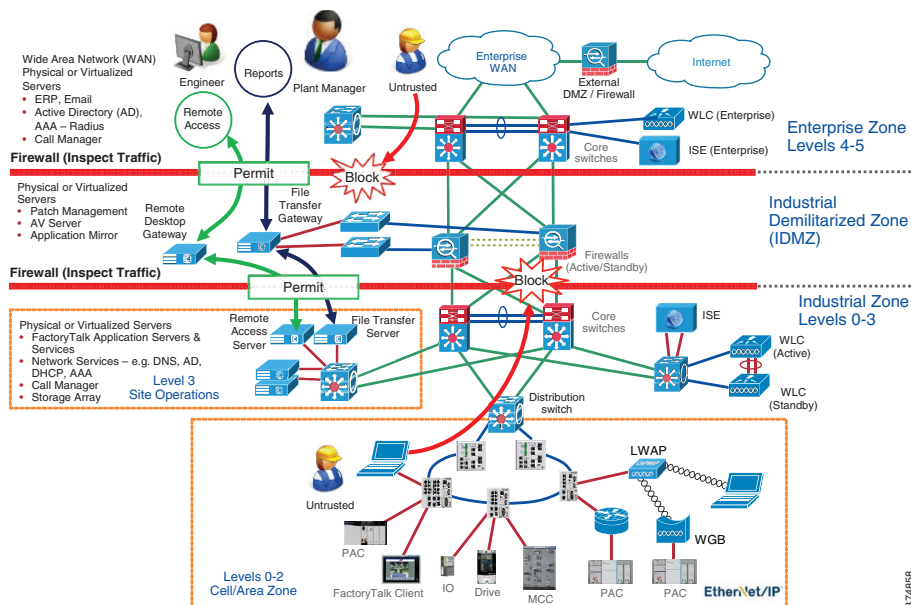 Wide Area Network (WAN)
Physical or Virtualized
Servers
• ERP, Email
• Active Directory (AD),
AAA – Radius
• Call Manager
Engineer
Remote
Access
Reports
Plant Manager
Untrusted
Enterprise
WAN
External
DMZ / Firewall
Internet
WLC (Enterprise)
ISE (Enterprise)
Core
switches
Enterprise Zone
Levels 4-5
Firewall (Inspect Traffic)
Permit
Block
Physical or Virtualized
Servers
• Patch Management
• AV Server
• Application Mirror
Remote
Desktop
Gateway
File
Transfer
Gateway
Firewalls
(Active/Standby)
Industrial
Demilitarized Zone
(IDMZ)
Firewall (Inspect Traffic)
Permit
Block
Industrial Zone
Levels 0-3
Physical or Virtualized Servers
• FactoryTalk Application Servers &
Services
• Network Services – e.g. DNS, AD,
DHCP, AAA
• Call Manager
• Storage Array
Level 3
Site Operations
Remote
Access
Server
File Transfer
Server
Core
switches
ISE
WLC
(Active)
WLC
(Standby)
Distribution
switch
Untrusted
LWAP
CAPWAP
WGB
PAC
FactoryTalk Client
IO
Drive
MCC
PAC
PAC
Levels 0-2
Cell/Area Zone
EtherNet/IP
174858